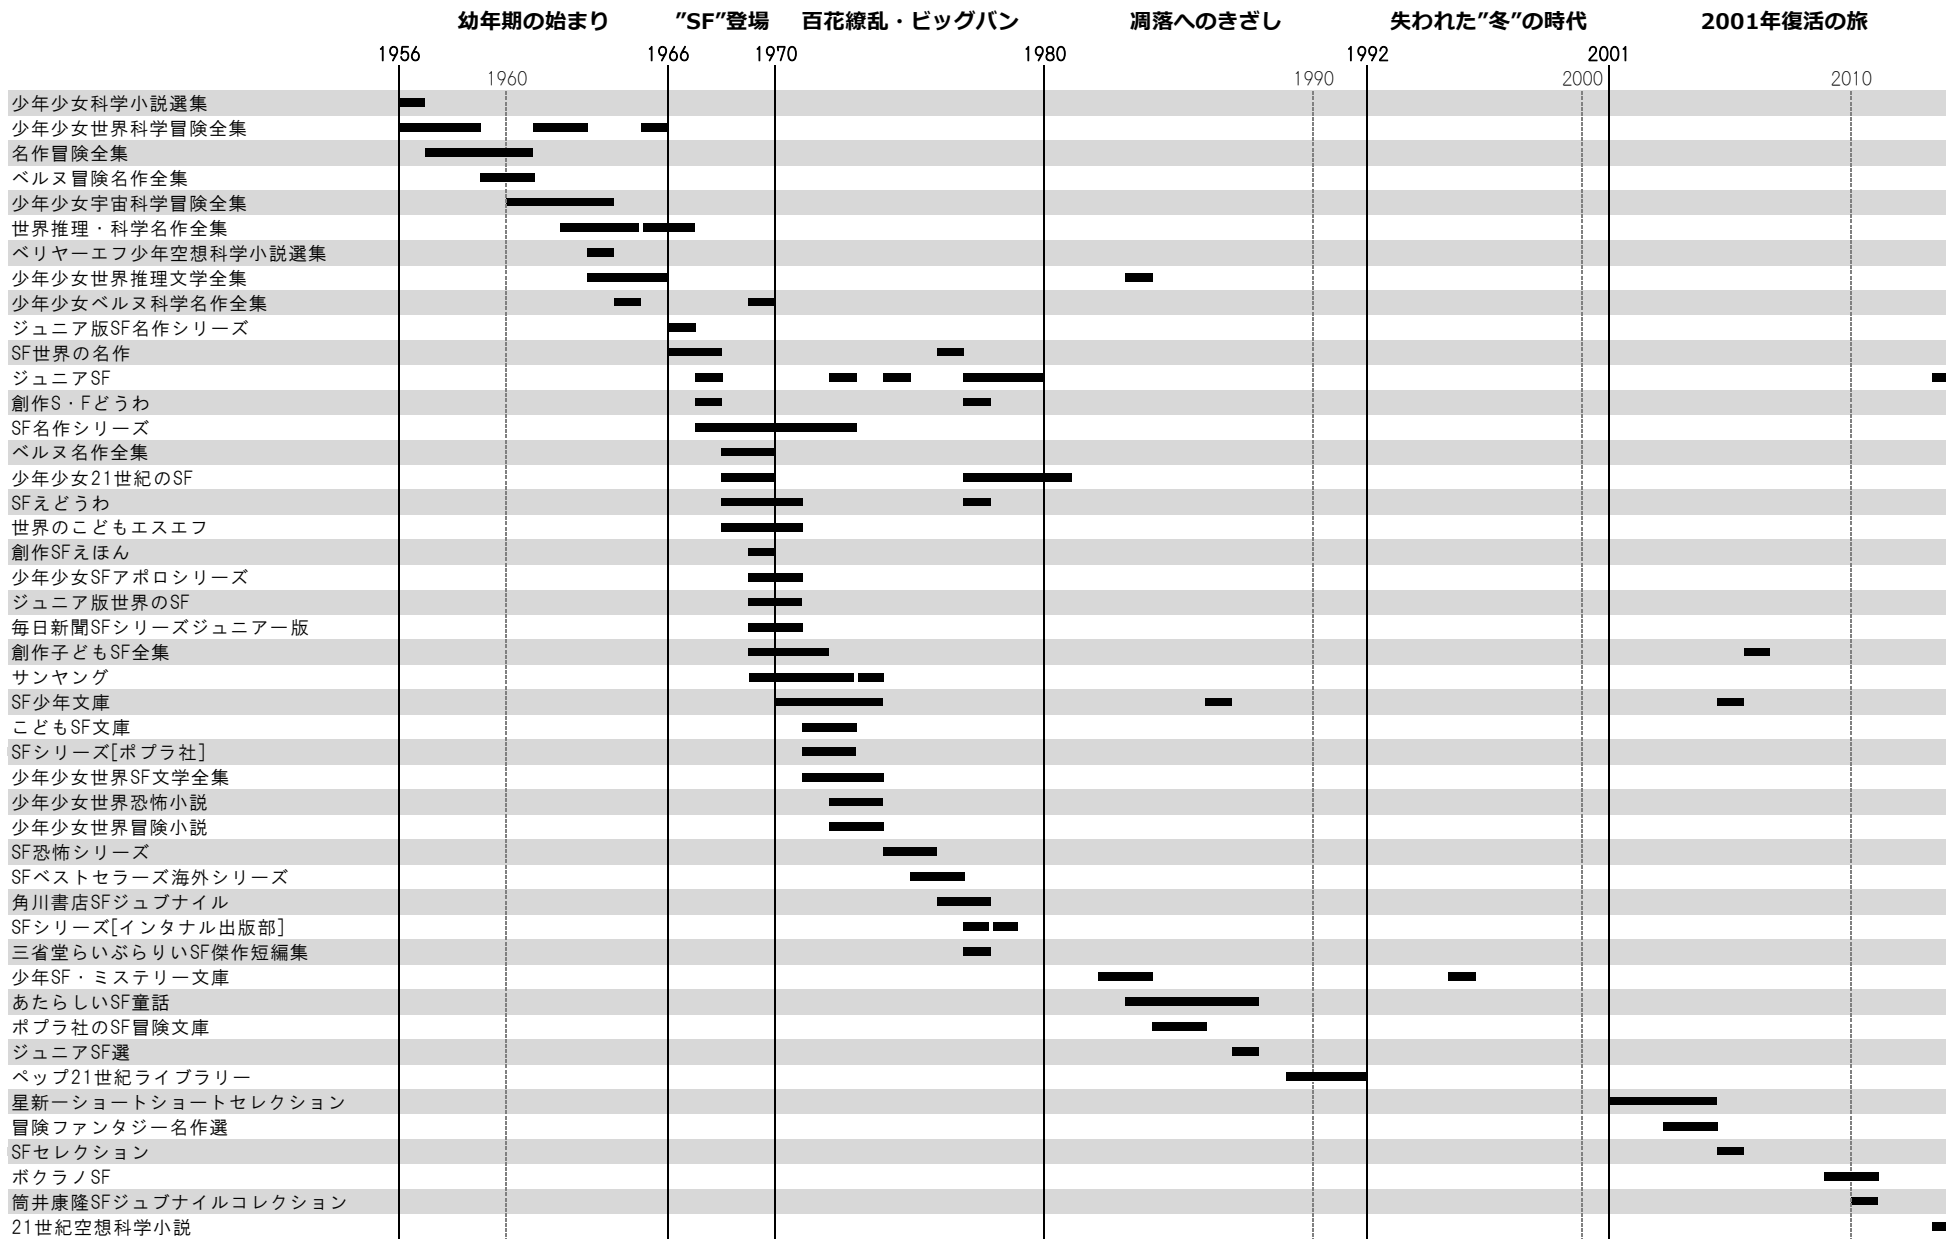 幼年期の始まり ”SF”登場 百花繚乱・ビッグバン 凋落へのきざし 失われた”冬”の時代 2001年復活の旅
1956 1966 1970 1980 1992 2001
1960 1990 2000 2010
少年少女科学小説選集
少年少女世界科学冒険全集
名作冒険全集
ベルヌ冒険名作全集
少年少女宇宙科学冒険全集
世界推理・科学名作全集
ベリヤーエフ少年空想科学小説選集
少年少女世界推理文学全集
少年少女ベルヌ科学名作全集
ジュニア版SF名作シリーズ
SF世界の名作
ジュニアSF
創作S・Fどうわ
SF名作シリーズ
ベルヌ名作全集
少年少女21世紀のSF
SFえどうわ
世界のこどもエスエフ
創作SFえほん
少年少女SFアポロシリーズ
ジュニア版世界のSF
毎日新聞SFシリーズジュニアー版
創作子どもSF全集
サンヤング
SF少年文庫
こどもSF文庫
SFシリーズ[ポプラ社]
少年少女世界SF文学全集
少年少女世界恐怖小説
少年少女世界冒険小説
SF恐怖シリーズ
SFベストセラーズ海外シリーズ
角川書店SFジュブナイル
SFシリーズ[インタナル出版部]
三省堂らいぶらりいSF傑作短編集
少年SF・ミステリー文庫
あたらしいSF童話
ポプラ社のSF冒険文庫
ジュニアSF選
ペップ21世紀ライブラリー
星新一ショートショートセレクション
冒険ファンタジー名作選
SFセレクション
ボクラノSF
筒井康隆SFジュブナイルコレクション
21世紀空想科学小説